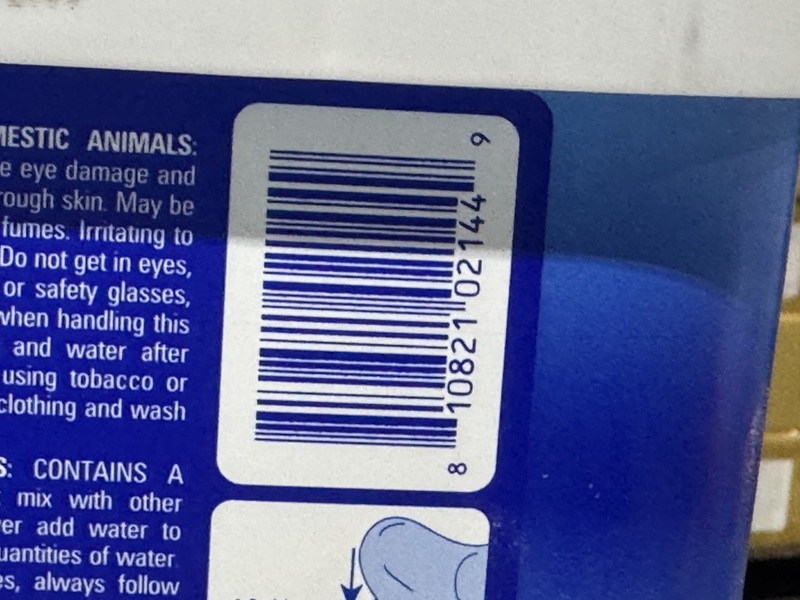 MESTIC ANIMALS:
e eye damage and
rough skin. May be
fumes. Irritating to
Do not get in eyes,
or safety glasses,
when handling this
and water after
using tobacco or
clothing and wash
S: CONTAINS A
mix with other
er add water to
uantities of water
es, always follow
8 10821 02144 9